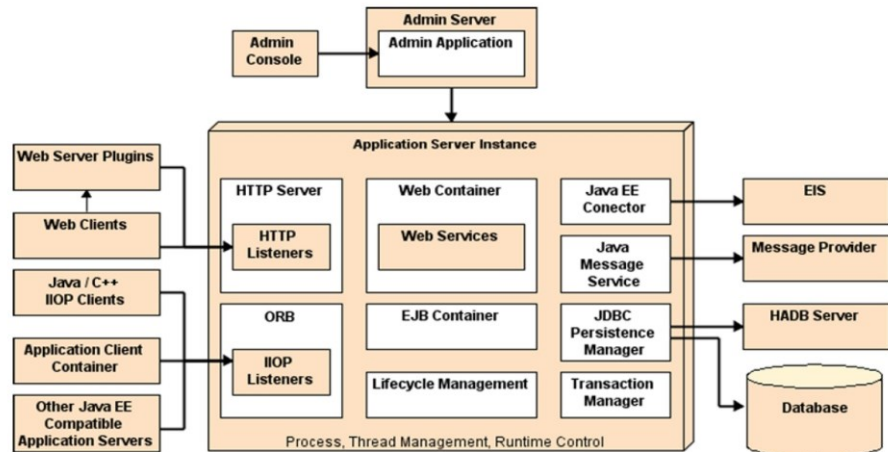 Admin Server
Admin
Console
Admin Application
Application Server Instance
Web Server Plugins
Web Clients
Java / C++
IIOP Clients
Application Client
Container
Other Java EE
Compatible
Application Servers
HTTP Server
HTTP
Listeners
Web Container
Web Services
Java EE
Conector
Java
Message
Service
ORB
IIOP
Listeners
EJB Container
Lifecycle Management
JDBC
Persistence
Manager
Transaction
Manager
Process, Thread Management, Runtime Control
EIS
Message Provider
HADB Server
Database